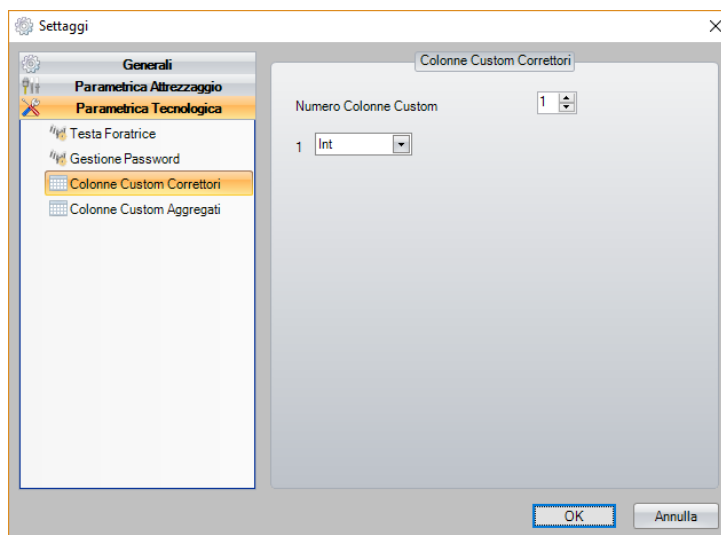 Settaggi
Generali
Parametrica Attrezzaggio
Parametrica Tecnologica
Testa Foratrice
Gestione Password
Colonne Custom Correttori
Colonne Custom Aggregati
Colonne Custom Correttori
Numero Colonne Custom 1
1 Int
OK Annulla